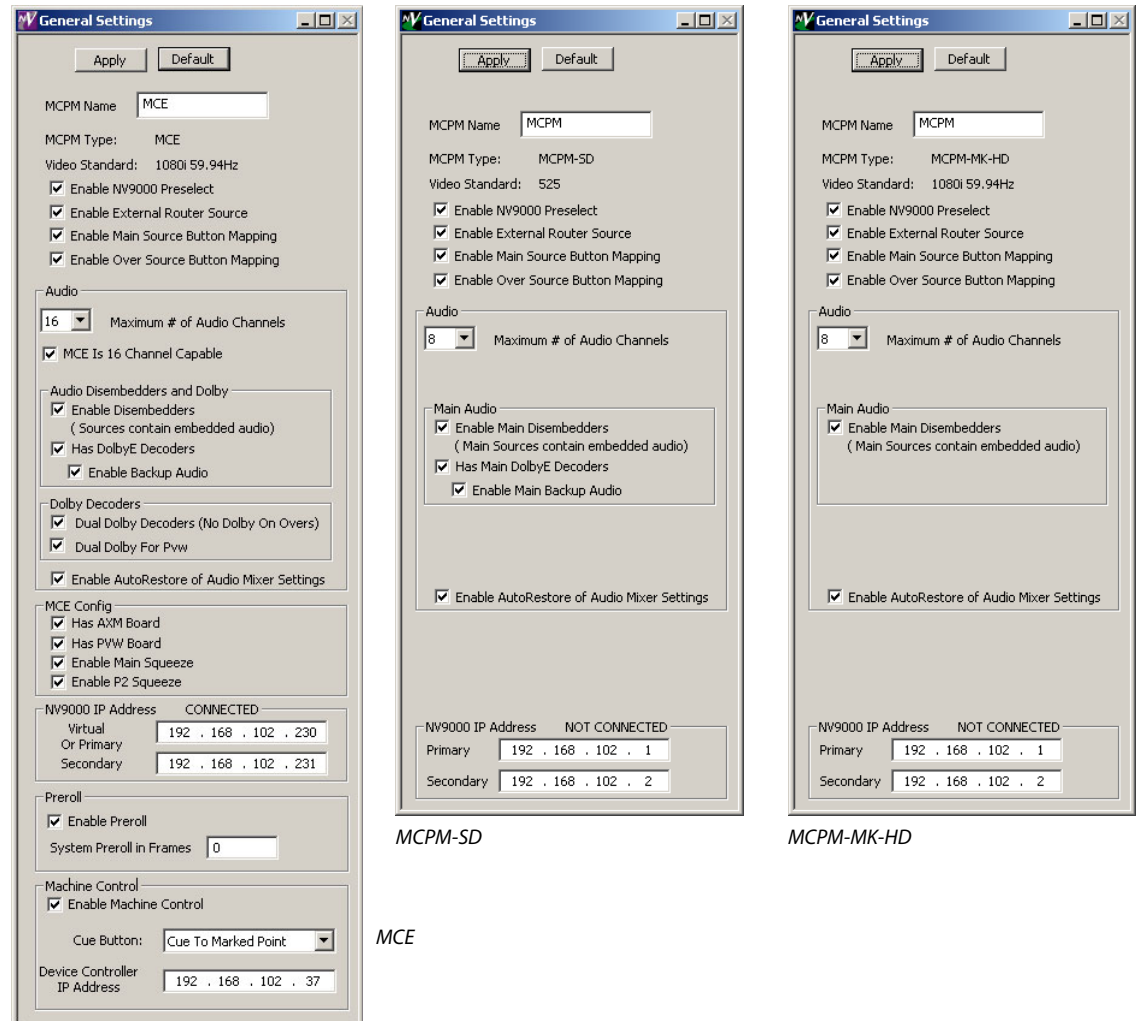 General Settings
Apply Default
MCPM Name MCE
MCPM Type: MCE
Video Standard: 1080i 59.94Hz
Enable NV9000 Preselect
Enable External Router Source
Enable Main Source Button Mapping
Enable Over Source Button Mapping
Audio
16 Maximum # of Audio Channels
MCE Is 16 Channel Capable
Audio Disembedders and Dolby
Enable Disembedders
( Sources contain embedded audio)
Has DolbyE Decoders
Enable Backup Audio
Dolby Decoders
Dual Dolby Decoders (No Dolby On Overs)
Dual Dolby For Pvw
Enable AutoRestore of Audio Mixer Settings
MCE Config
Has AXM Board
Has PVW Board
Enable Main Squeeze
Enable P2 Squeeze
NV9000 IP Address CONNECTED
Virtual
Or Primary
192 . 168 . 102 . 230
Secondary 192 . 168 . 102 . 231
Preroll
Enable Preroll
System Preroll in Frames 0
Machine Control
Enable Machine Control
Cue Button: Cue To Marked Point
Device Controller
IP Address
192 . 168 . 102 . 37
MCE
General Settings
Apply Default
MCPM Name MCPM
MCPM Type: MCPM-SD
Video Standard: 525
Enable NV9000 Preselect
Enable External Router Source
Enable Main Source Button Mapping
Enable Over Source Button Mapping
Audio
8 Maximum # of Audio Channels
Main Audio
Enable Main Disembedders
( Main Sources contain embedded audio)
Has Main DolbyE Decoders
Enable Main Backup Audio
Enable AutoRestore of Audio Mixer Settings
NV9000 IP Address NOT CONNECTED
Primary 192 . 168 . 102 . 1
Secondary 192 . 168 . 102 . 2
MCPM-SD
General Settings
Apply Default
MCPM Name MCPM
MCPM Type: MCPM-MK-HD
Video Standard: 1080i 59.94Hz
Enable NV9000 Preselect
Enable External Router Source
Enable Main Source Button Mapping
Enable Over Source Button Mapping
Audio
8 Maximum # of Audio Channels
Main Audio
Enable Main Disembedders
( Main Sources contain embedded audio)
Enable AutoRestore of Audio Mixer Settings
NV9000 IP Address NOT CONNECTED
Primary 192 . 168 . 102 . 1
Secondary 192 . 168 . 102 . 2
MCPM-MK-HD